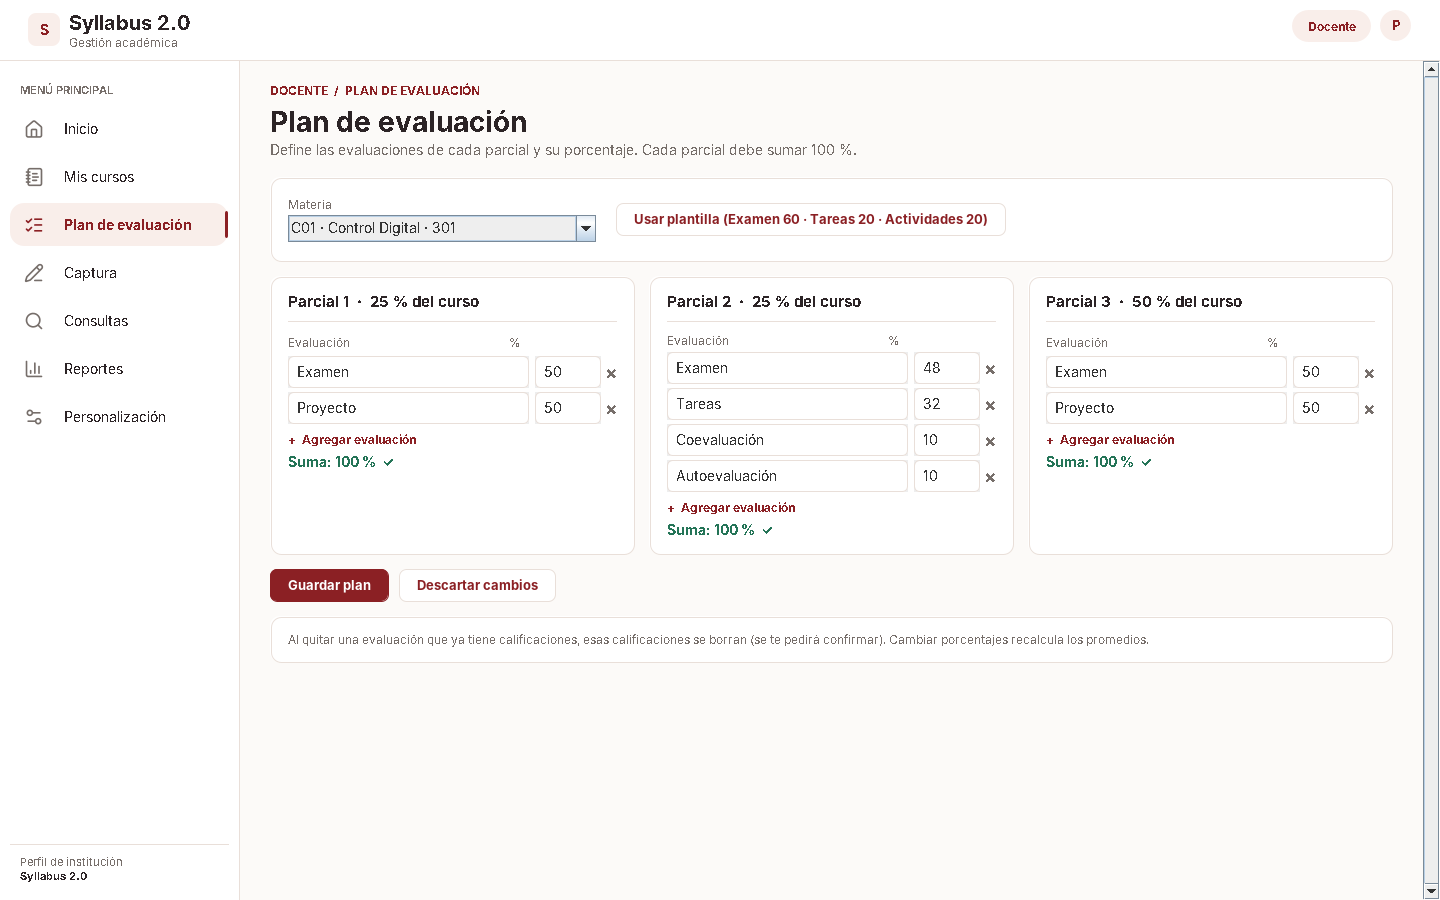 S
Syllabus 2.0
Gestión académica
Docente
P
MENÚ PRINCIPAL
Inicio
Mis cursos
Plan de evaluación
Captura
Consultas
Reportes
Personalización
Perfil de institución
Syllabus 2.0
DOCENTE / PLAN DE EVALUACIÓN
Plan de evaluación
Define las evaluaciones de cada parcial y su porcentaje. Cada parcial debe sumar 100 %.
Materia
C01 · Control Digital · 301
Usar plantilla (Examen 60 · Tareas 20 · Actividades 20)
Parcial 1 · 25 % del curso
Evaluación %
Examen 50 ×
Proyecto 50 ×
+ Agregar evaluación
Suma: 100 % ✓
Parcial 2 · 25 % del curso
Evaluación %
Examen 48 ×
Tareas 32 ×
Coevaluación 10 ×
Autoevaluación 10 ×
+ Agregar evaluación
Suma: 100 % ✓
Parcial 3 · 50 % del curso
Evaluación %
Examen 50 ×
Proyecto 50 ×
+ Agregar evaluación
Suma: 100 % ✓
Guardar plan
Descartar cambios
Al quitar una evaluación que ya tiene calificaciones, esas calificaciones se borran (se te pedirá confirmar). Cambiar porcentajes recalcula los promedios.